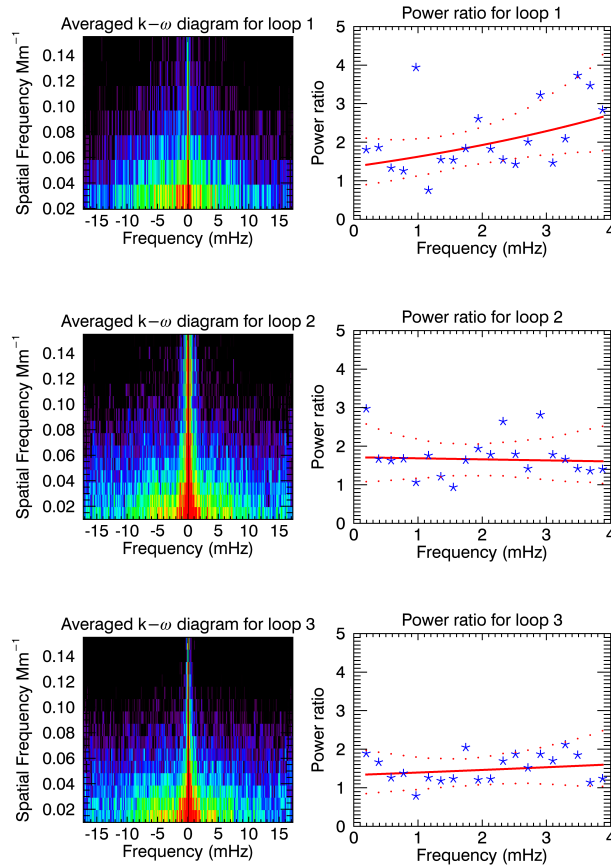 Averaged k−ω diagram for loop 1
Spatial Frequency Mm⁻¹
0.14
0.12
0.10
0.08
0.06
0.04
0.02
-15 -10 -5 0 5 10 15
Frequency (mHz)
Power ratio for loop 1
Power ratio
5
4
3
2
1
0
0 1 2 3 4
Frequency (mHz)
Averaged k−ω diagram for loop 2
Spatial Frequency Mm⁻¹
0.14
0.12
0.10
0.08
0.06
0.04
0.02
-15 -10 -5 0 5 10 15
Frequency (mHz)
Power ratio for loop 2
Power ratio
5
4
3
2
1
0
0 1 2 3 4
Frequency (mHz)
Averaged k−ω diagram for loop 3
Spatial Frequency Mm⁻¹
0.14
0.12
0.10
0.08
0.06
0.04
0.02
-15 -10 -5 0 5 10 15
Frequency (mHz)
Power ratio for loop 3
Power ratio
5
4
3
2
1
0
0 1 2 3 4
Frequency (mHz)